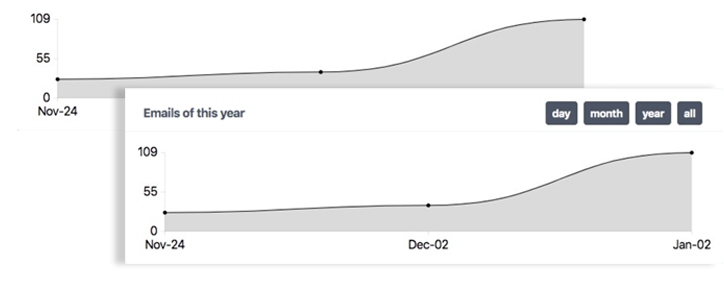 109
55
0
Nov-24
Emails of this year
day month year all
109
55
0
Nov-24 Dec-02 Jan-02